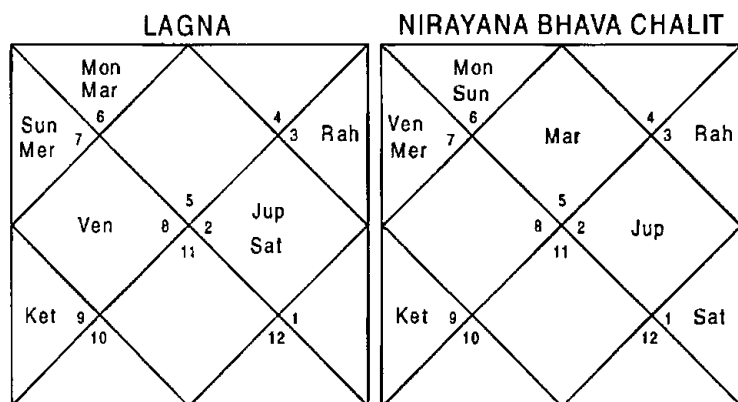 LAGNA
Mon
Mar
6
Sun
Mer
7
4
3
Rah
5
Ven
8
2
11
Jup
Sat
Ket
9
10
1
12
NIRAYANA BHAVA CHALIT
Mon
Sun
6
Ven
Mer
7
Mar
4
3
Rah
5
8
2
11
Jup
Ket
9
10
1
12
Sat